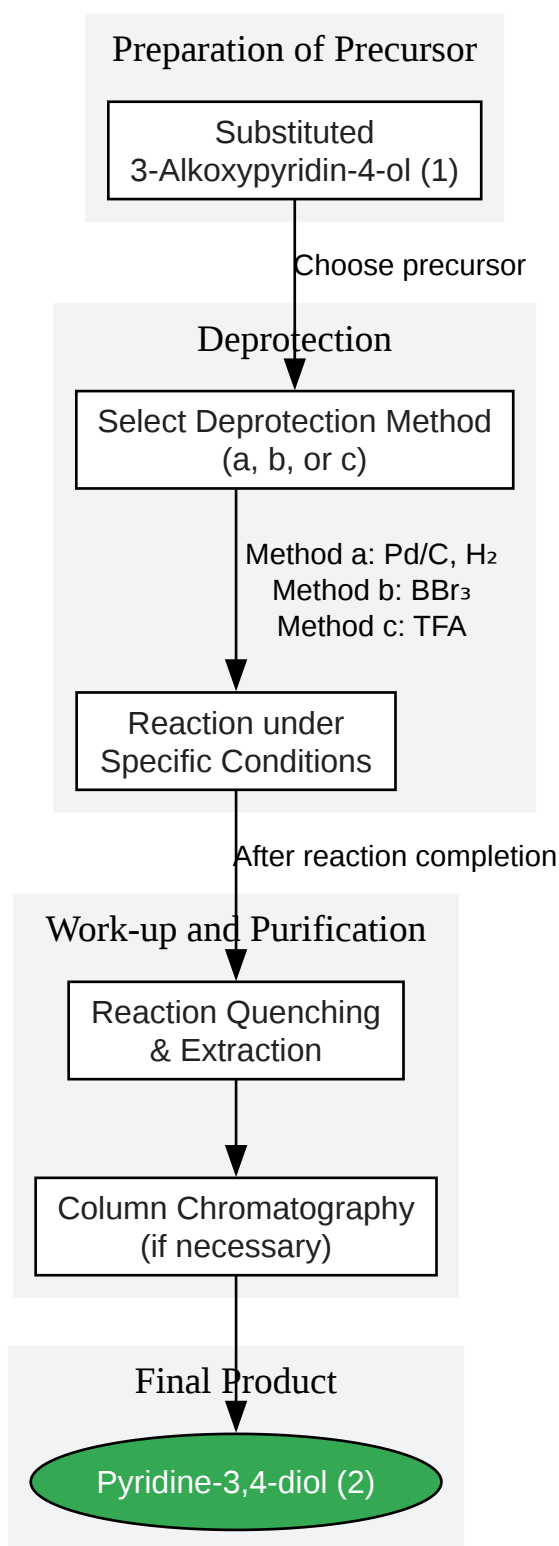 Preparation of Precursor
Substituted
3-Alkoxypyridin-4-ol (1)
Choose precursor
Deprotection
Select Deprotection Method
(a, b, or c)
Method a: Pd/C, H₂
Method b: BBr₃
Method c: TFA
Reaction under
Specific Conditions
After reaction completion
Work-up and Purification
Reaction Quenching
& Extraction
Column Chromatography
(if necessary)
Final Product
Pyridine-3,4-diol (2)